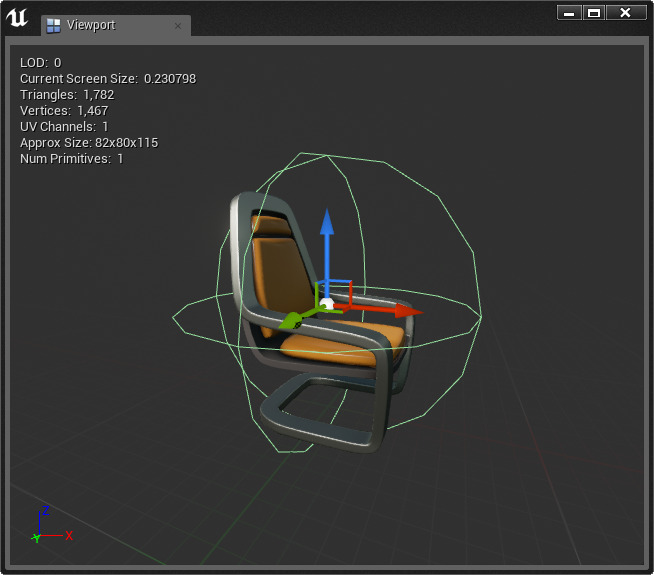 Viewport
LOD: 0
Current Screen Size: 0.230798
Triangles: 1,782
Vertices: 1,467
UV Channels: 1
Approx Size: 82x80x115
Num Primitives: 1
Z
Y
X